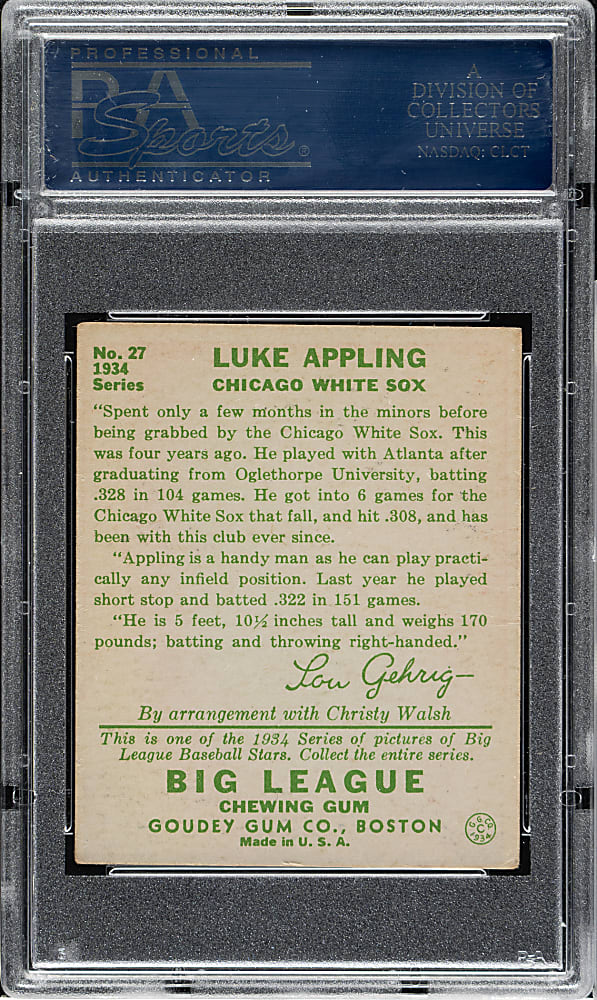 PROFESSIONAL
PSA
Sports®
AUTHENTICATOR
A
DIVISION OF
COLLECTORS
UNIVERSE
NASDAQ: CLCT
No. 27
1934
Series
LUKE APPLING
CHICAGO WHITE SOX
“Spent only a few months in the minors before
being grabbed by the Chicago White Sox. This
was four years ago. He played with Atlanta after
graduating from Oglethorpe University, batting
.328 in 104 games. He got into 6 games for the
Chicago White Sox that fall, and hit .308, and has
been with this club ever since.
“Appling is a handy man as he can play practi-
cally any infield position. Last year he played
short stop and batted .322 in 151 games.
“He is 5 feet, 10½ inches tall and weighs 170
pounds; batting and throwing right-handed.”
Lou Gehrig
By arrangement with Christy Walsh
This is one of the 1934 Series of pictures of Big
League Baseball Stars. Collect the entire series.
BIG LEAGUE
CHEWING GUM
GOUDEY GUM CO., BOSTON
Made in U. S. A.
G. G. CO.
C
1934
PSA